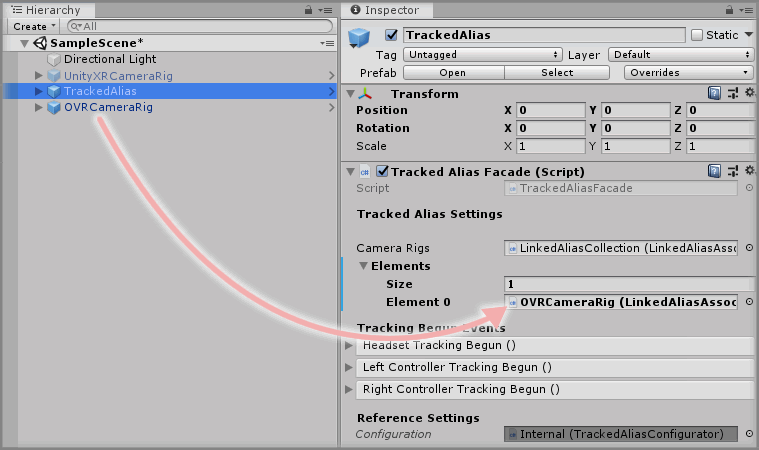 Hierarchy
Create
All
SampleScene*
Directional Light
UnityXRCameraRig
TrackedAlias
OVRCameraRig
Inspector
TrackedAlias
Static
Tag
Untagged
Layer
Default
Prefab
Open
Select
Overrides
Transform
Position X 0 Y 0 Z 0
Rotation X 0 Y 0 Z 0
Scale X 1 Y 1 Z 1
Tracked Alias Facade (Script)
Script TrackedAliasFacade
Tracked Alias Settings
Camera Rigs LinkedAliasCollection (LinkedAliasAsso
Elements
Size 1
Element 0 OVRCameraRig (LinkedAliasAssoc
Tracking Begun Events
Headset Tracking Begun ()
Left Controller Tracking Begun ()
Right Controller Tracking Begun ()
Reference Settings
Configuration Internal (TrackedAliasConfigurator)